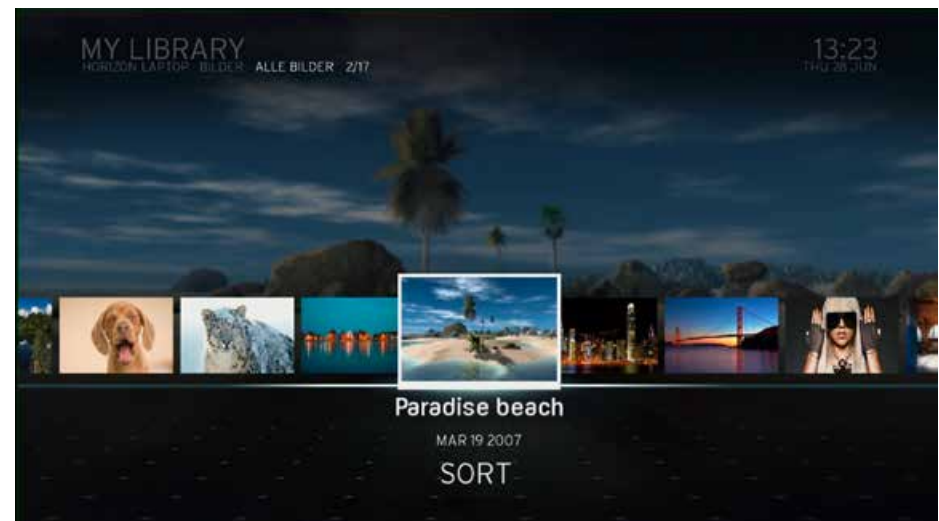 MY LIBRARY
13:23
HORIZON LAPTOP BILDER ALLE BILDER 2/17
THU 28 JUN
Paradise beach
MAR 19 2007
SORT